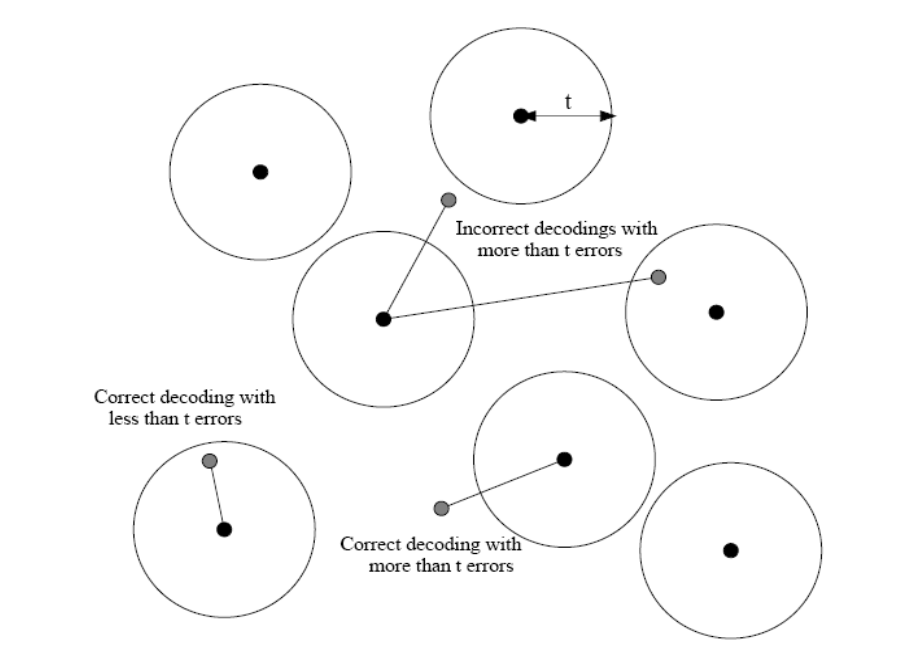 t
Incorrect decodings with
more than t errors
Correct decoding with
less than t errors
Correct decoding with
more than t errors